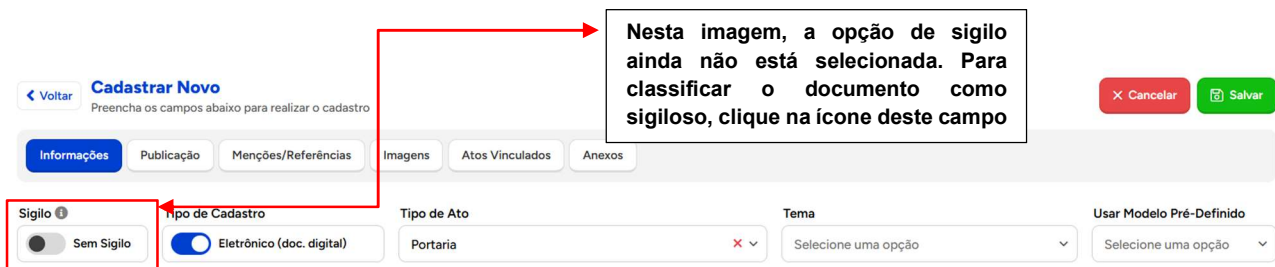 Nesta imagem, a opção de sigilo
ainda não está selecionada. Para
classificar o documento como
sigiloso, clique na ícone deste campo
Voltar
Cadastrar Novo
Preencha os campos abaixo para realizar o cadastro
Cancelar
Salvar
Informações
Publicação
Menções/Referências
Imagens
Atos Vinculados
Anexos
Sigilo
Tipo de Cadastro
Tipo de Ato
Tema
Usar Modelo Pré-Definido
Sem Sigilo
Eletrônico (doc. digital)
Portaria
Selecione uma opção
Selecione uma opção